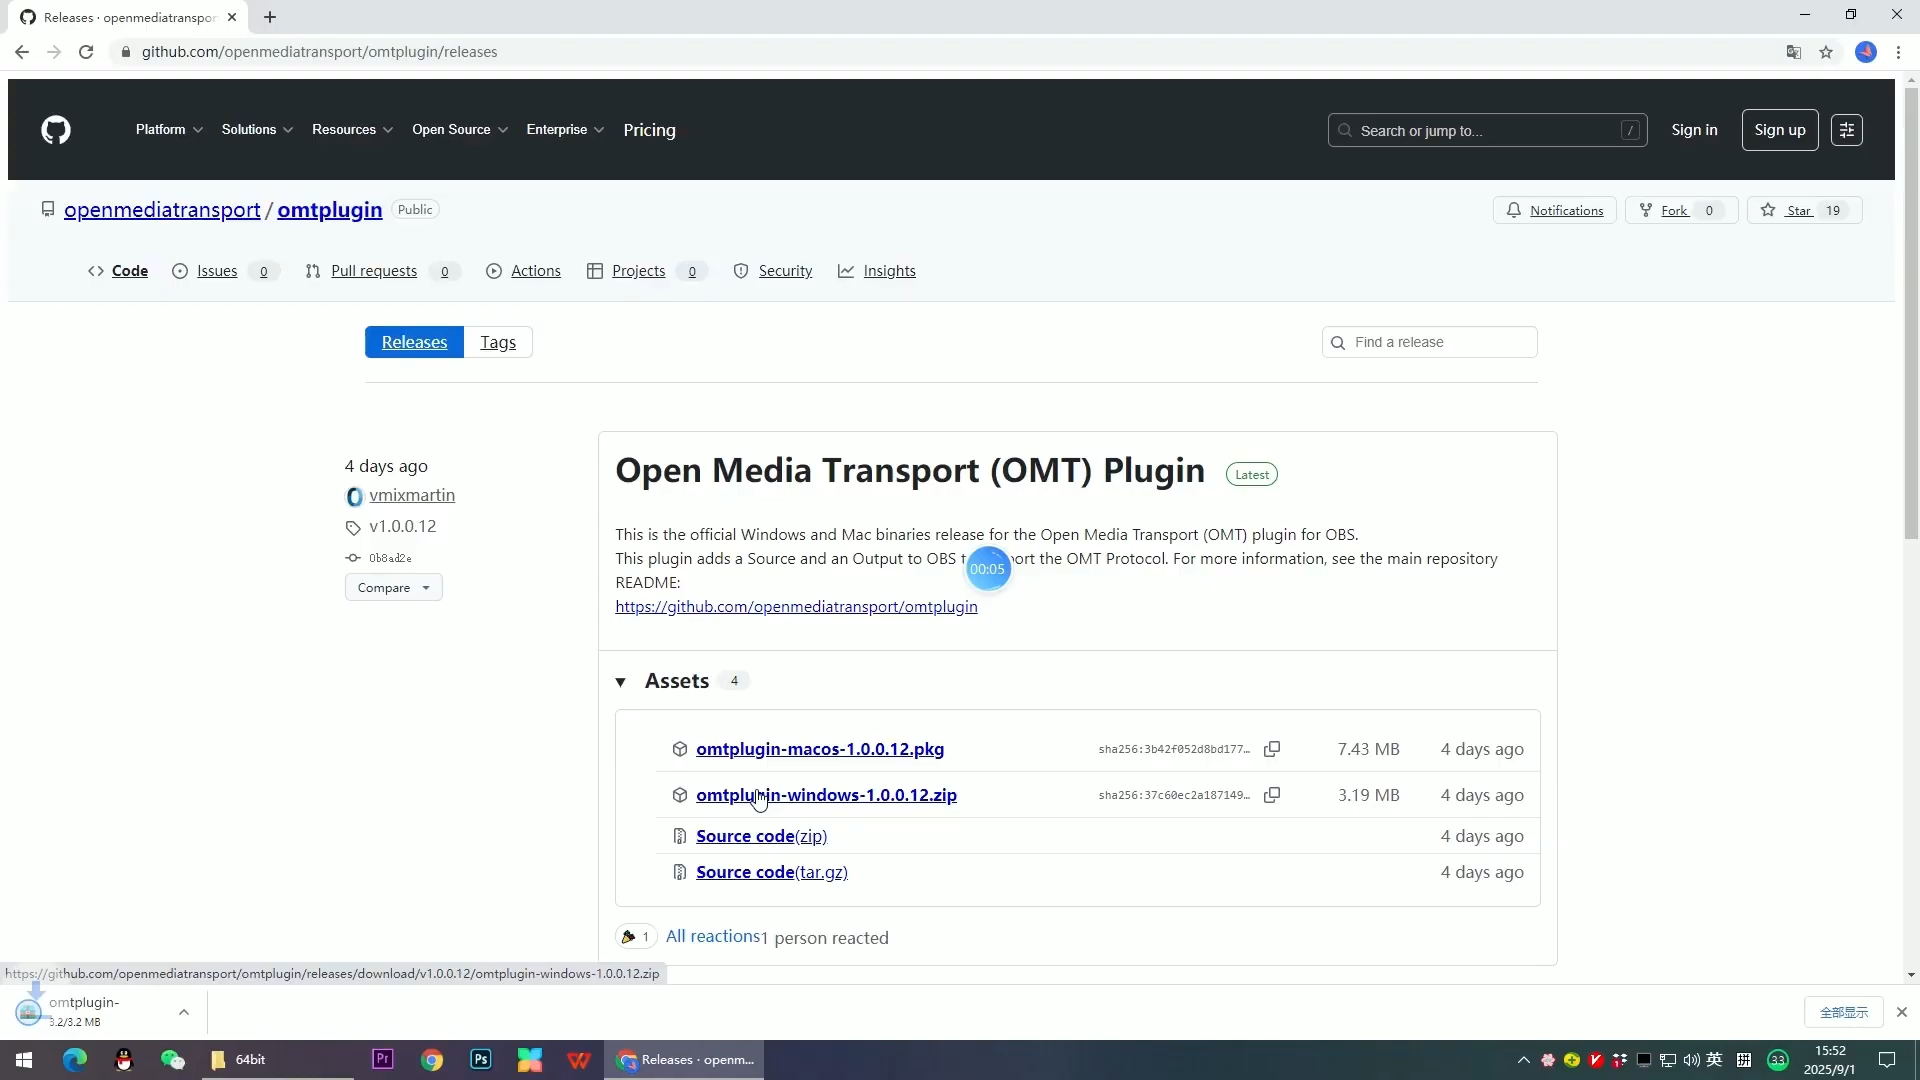 Releases · openmediatranspor
github.com/openmediatransport/omtplugin/releases
Platform
Solutions
Resources
Open Source
Enterprise
Pricing
Search or jump to...
/
Sign in
Sign up
openmediatransport / omtplugin
Public
Notifications
Fork 0
Star 19
Code
Issues 0
Pull requests 0
Actions
Projects 0
Security
Insights
Releases
Tags
Find a release
4 days ago
vmixmartin
v1.0.0.12
0b8ad2e
Compare
Open Media Transport (OMT) Plugin
Latest
This is the official Windows and Mac binaries release for the Open Media Transport (OMT) plugin for OBS.
This plugin adds a Source and an Output to OBS t ort the OMT Protocol. For more information, see the main repository
README:
00:05
https://github.com/openmediatransport/omtplugin
Assets 4
omtplugin-macos-1.0.0.12.pkg sha256:3b42f052d8bd177… 7.43 MB 4 days ago
omtplugin-windows-1.0.0.12.zip sha256:37c60ec2a187149… 3.19 MB 4 days ago
Source code(zip) 4 days ago
Source code(tar.gz) 4 days ago
1 All reactions1 person reacted
https://github.com/openmediatransport/omtplugin/releases/download/v1.0.0.12/omtplugin-windows-1.0.0.12.zip
omtplugin-
3.2/3.2 MB
全部显示
64bit
Pr
Ps
Releases · openm...
英
拼
33
15:52
2025/9/1